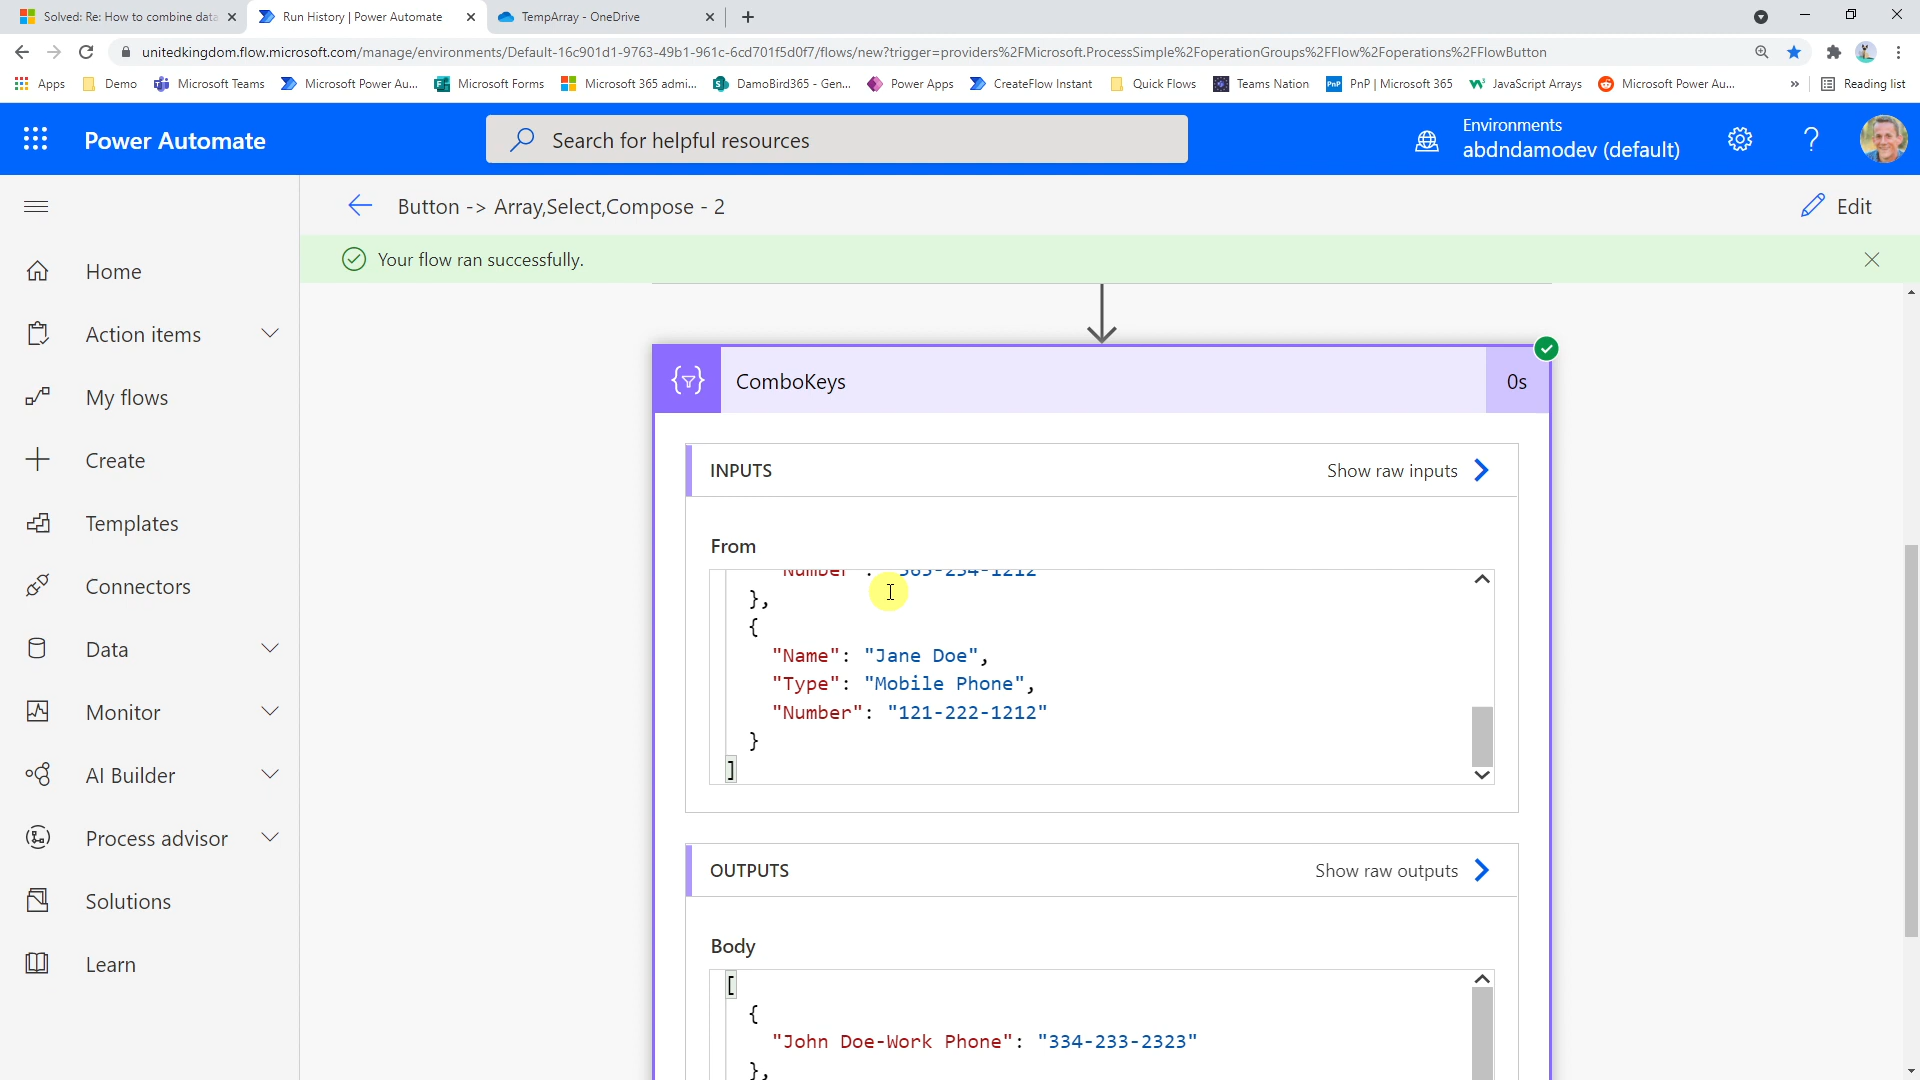 Solved: Re: How to combine data
Run History | Power Automate
TempArray - OneDrive
unitedkingdom.flow.microsoft.com/manage/environments/Default-16c901d1-9763-49b1-961c-6cd701f5d0f7/flows/new?trigger=providers%2FMicrosoft.ProcessSimple%2FoperationGroups%2FFlow%2Foperations%2FFlowButton
Apps
Demo
Microsoft Teams
Microsoft Power Au...
Microsoft Forms
Microsoft 365 admi...
DamoBird365 - Gen...
Power Apps
CreateFlow Instant
Quick Flows
Teams Nation
PnP | Microsoft 365
JavaScript Arrays
Microsoft Power Au...
»
Reading list
Power Automate
Search for helpful resources
Environments
abdndamodev (default)
Button -> Array,Select,Compose - 2
Edit
Your flow ran successfully.
Home
Action items
My flows
Create
Templates
Connectors
Data
Monitor
AI Builder
Process advisor
Solutions
Learn
ComboKeys
0s
INPUTS
Show raw inputs
From
},
{
"Name": "Jane Doe",
"Type": "Mobile Phone",
"Number": "121-222-1212"
}
]
OUTPUTS
Show raw outputs
Body
[
{
"John Doe-Work Phone": "334-233-2323"
},